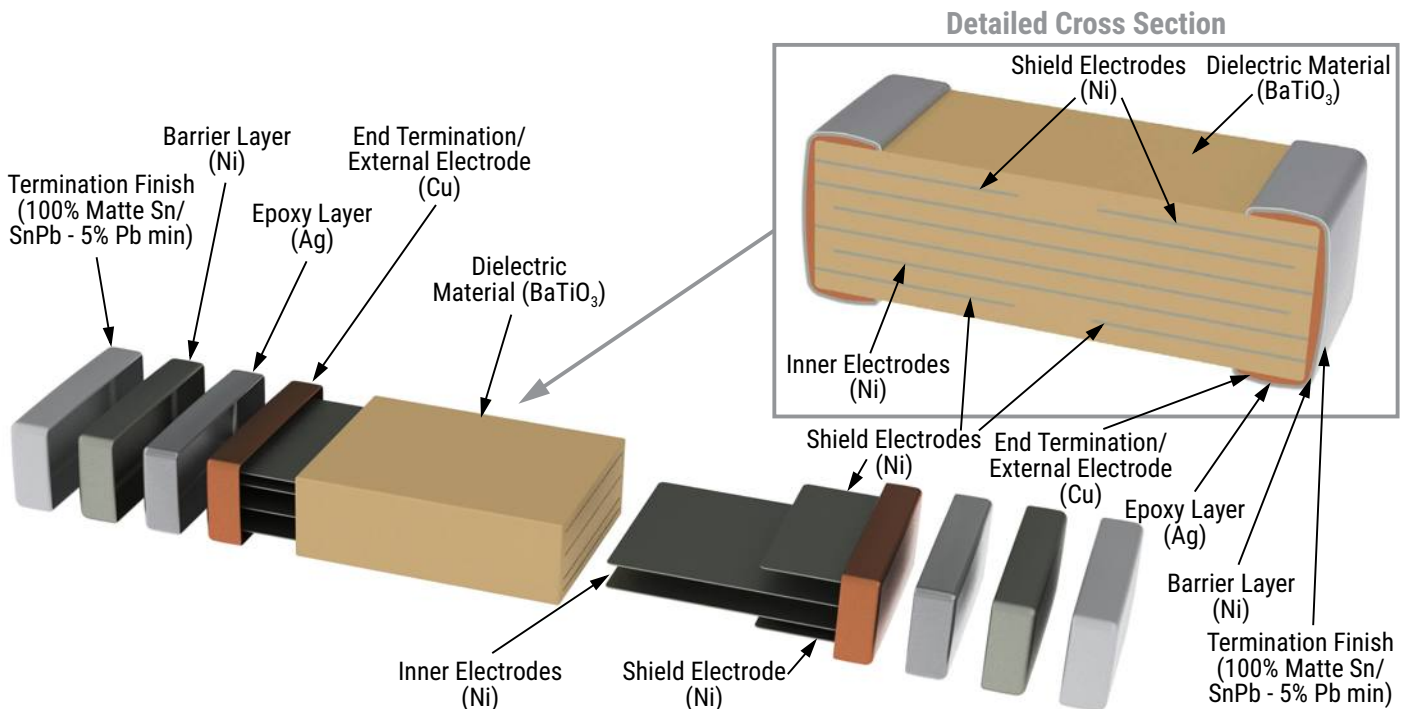 Detailed Cross Section
Shield Electrodes
(Ni)
Dielectric Material
(BaTiO₃)
Inner Electrodes
(Ni)
Barrier Layer
(Ni)
End Termination/
External Electrode
(Cu)
Termination Finish
(100% Matte Sn/
SnPb - 5% Pb min)
Epoxy Layer
(Ag)
Dielectric
Material (BaTiO₃)
Shield Electrodes
(Ni)
End Termination/
External Electrode
(Cu)
Epoxy Layer
(Ag)
Barrier Layer
(Ni)
Termination Finish
(100% Matte Sn/
SnPb - 5% Pb min)
Inner Electrodes
(Ni)
Shield Electrode
(Ni)